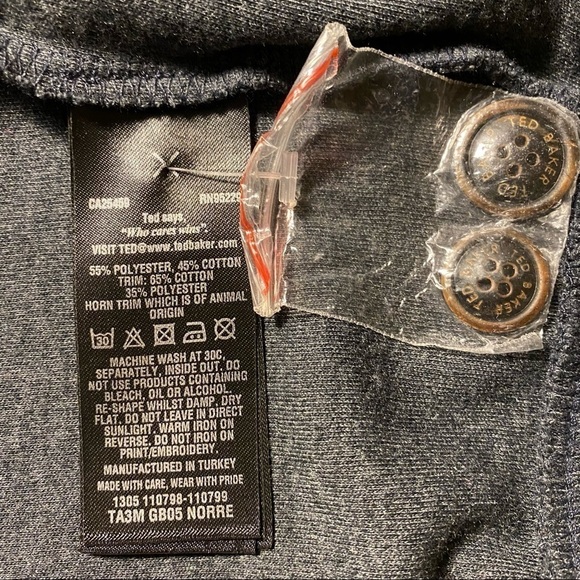 CA25459 RN95229
Ted says,
"Who cares wins".
VISIT TED@www.tedbaker.com
55% POLYESTER, 45% COTTON
TRIM: 65% COTTON
35% POLYESTER
HORN TRIM WHICH IS OF ANIMAL
ORIGIN
30
MACHINE WASH AT 30C,
SEPARATELY, INSIDE OUT. DO
NOT USE PRODUCTS CONTAINING
BLEACH, OIL OR ALCOHOL.
RE-SHAPE WHILST DAMP. DRY
FLAT. DO NOT LEAVE IN DIRECT
SUNLIGHT. WARM IRON ON
REVERSE. DO NOT IRON ON
PRINT/EMBROIDERY.
MANUFACTURED IN TURKEY
MADE WITH CARE, WEAR WITH PRIDE
1305 110798-110799
TA3M GB05 NORRE
TED BAKER TED
TED BAKER TED